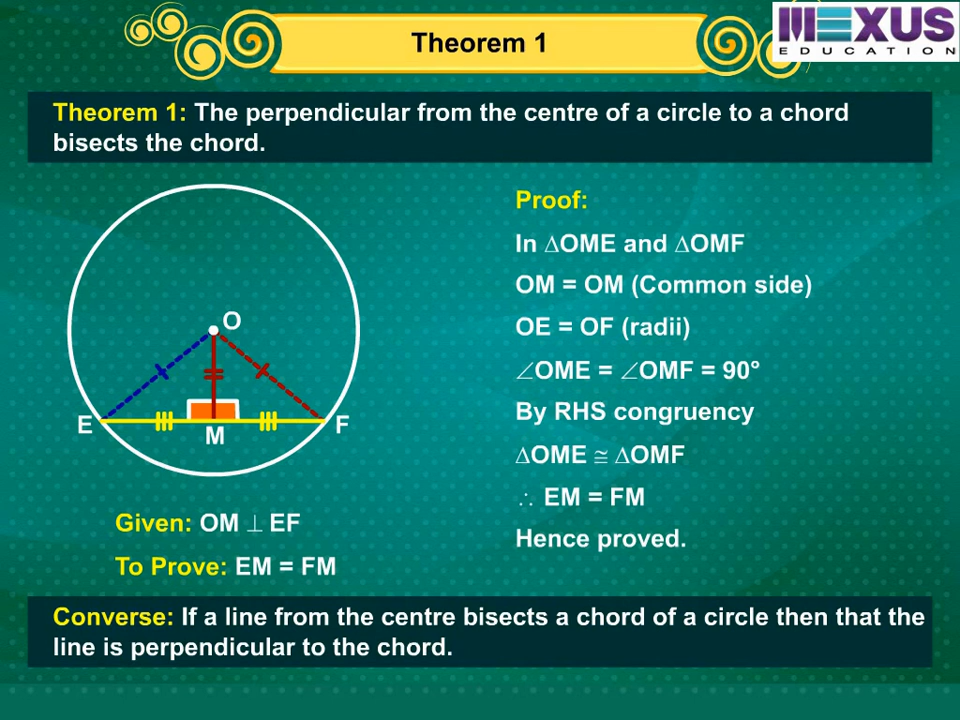 Theorem 1
MEXUS
EDUCATION
Theorem 1: The perpendicular from the centre of a circle to a chord
bisects the chord.
O
E
M
F
Given: OM ⊥ EF
To Prove: EM = FM
Proof:
In ∆OME and ∆OMF
OM = OM (Common side)
OE = OF (radii)
∠OME = ∠OMF = 90°
By RHS congruency
∆OME ≅ ∆OMF
∴ EM = FM
Hence proved.
Converse: If a line from the centre bisects a chord of a circle then that the
line is perpendicular to the chord.